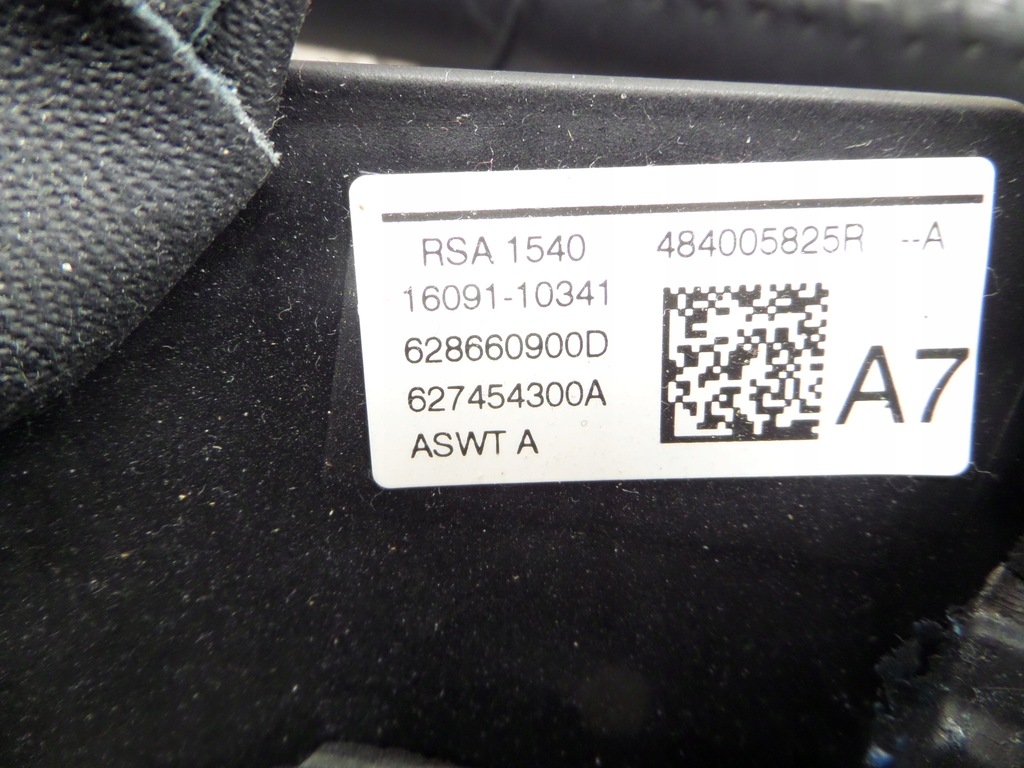 RSA 1540 484005825R --A
16091-10341
628660900D
627454300A
A7
ASWT A